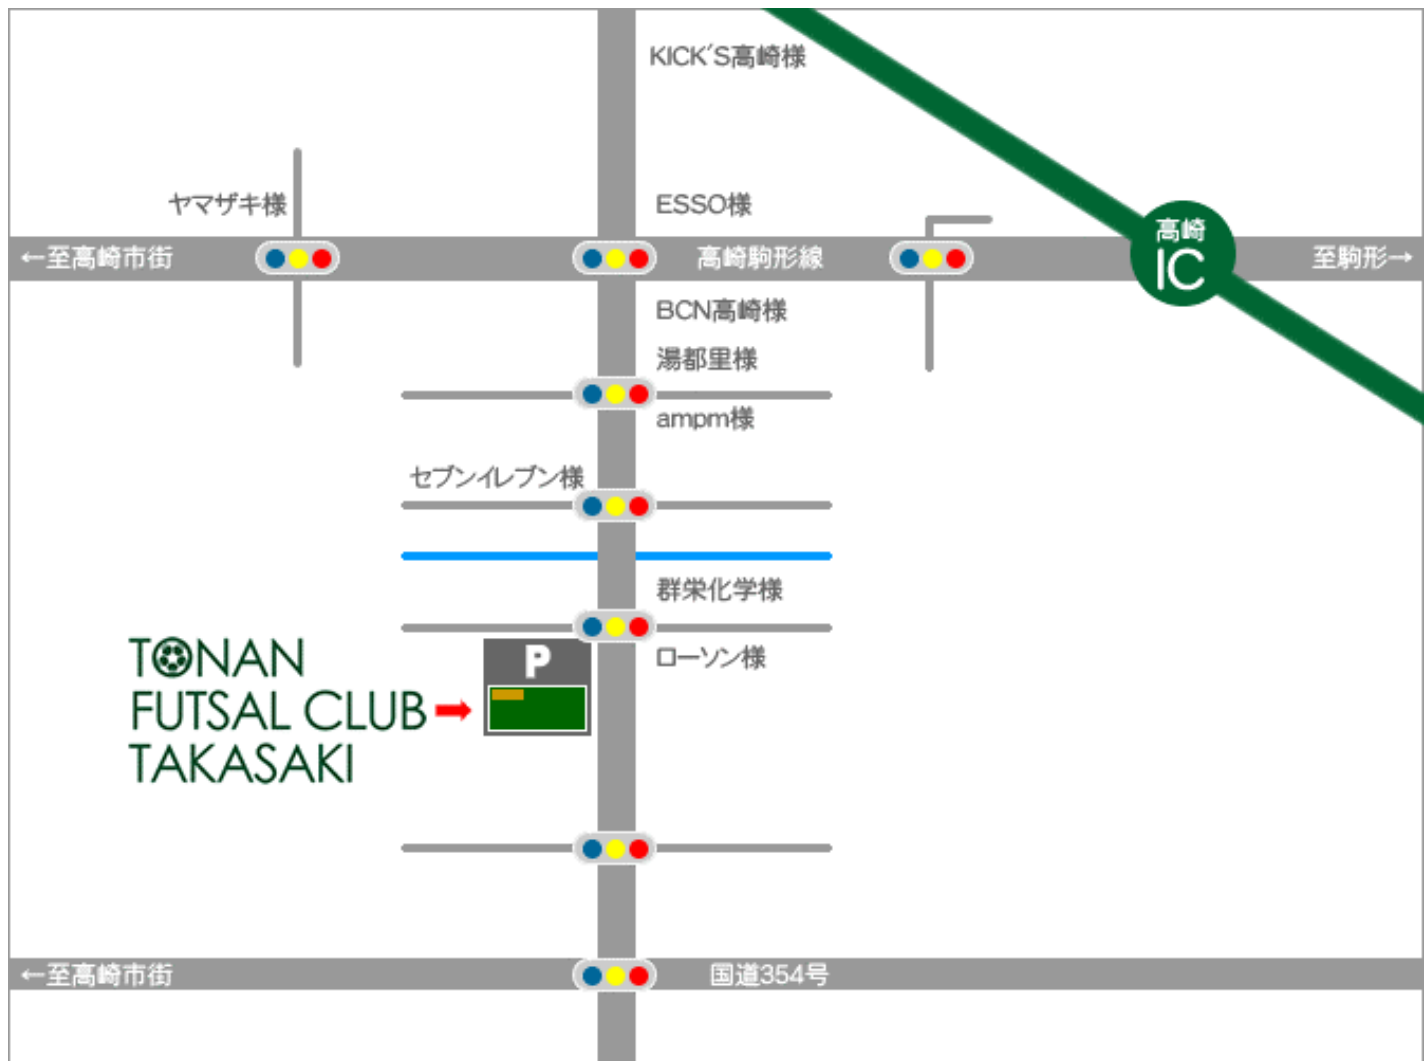 KICK'S高崎様
ヤマザキ様
ESSO様
高崎
IC
←至高崎市街
高崎駒形線
至駒形→
BCN高崎様
湯都里様
ampm様
セブンイレブン様
群栄化学様
ローソン様
P
TONAN
FUTSAL CLUB
TAKASAKI
←至高崎市街
国道354号